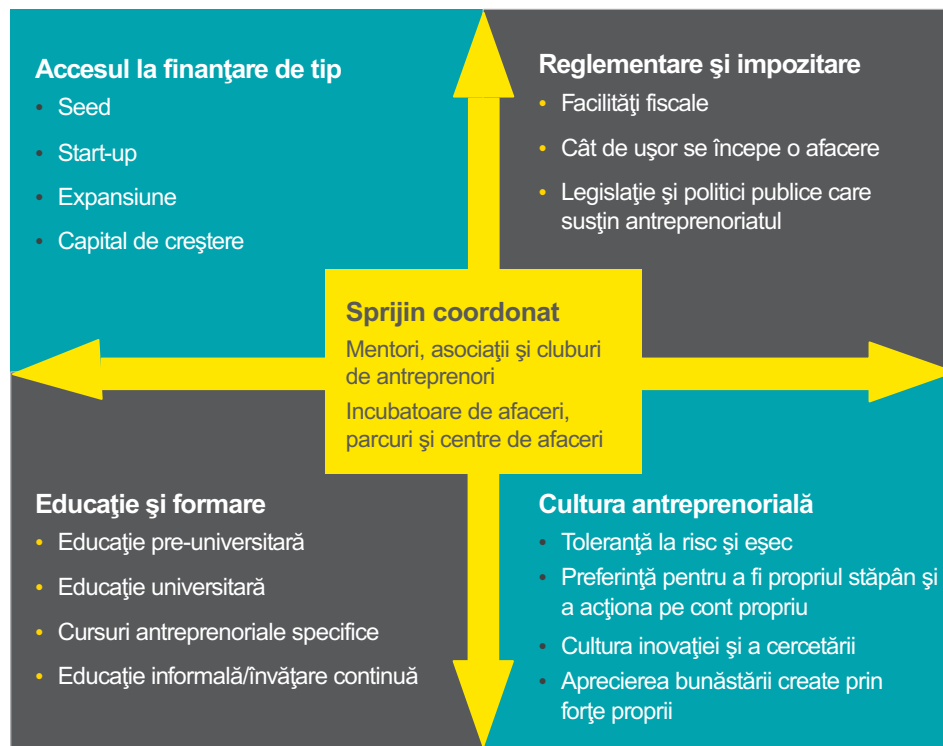 Accesul la finanţare de tip
• Seed
• Start-up
• Expansiune
• Capital de creştere
Reglementare şi impozitare
• Facilităţi fiscale
• Cât de uşor se începe o afacere
• Legislaţie şi politici publice care
susţin antreprenoriatul
Sprijin coordonat
Mentori, asociaţii şi cluburi
de antreprenori
Incubatoare de afaceri,
parcuri şi centre de afaceri
Educaţie şi formare
• Educaţie pre-universitară
• Educaţie universitară
• Cursuri antreprenoriale specifice
• Educaţie informală/învăţare continuă
Cultura antreprenorială
• Toleranţă la risc şi eşec
• Preferinţă pentru a fi propriul stăpân şi
a acţiona pe cont propriu
• Cultura inovaţiei şi a cercetării
• Aprecierea bunăstării create prin
forţe proprii